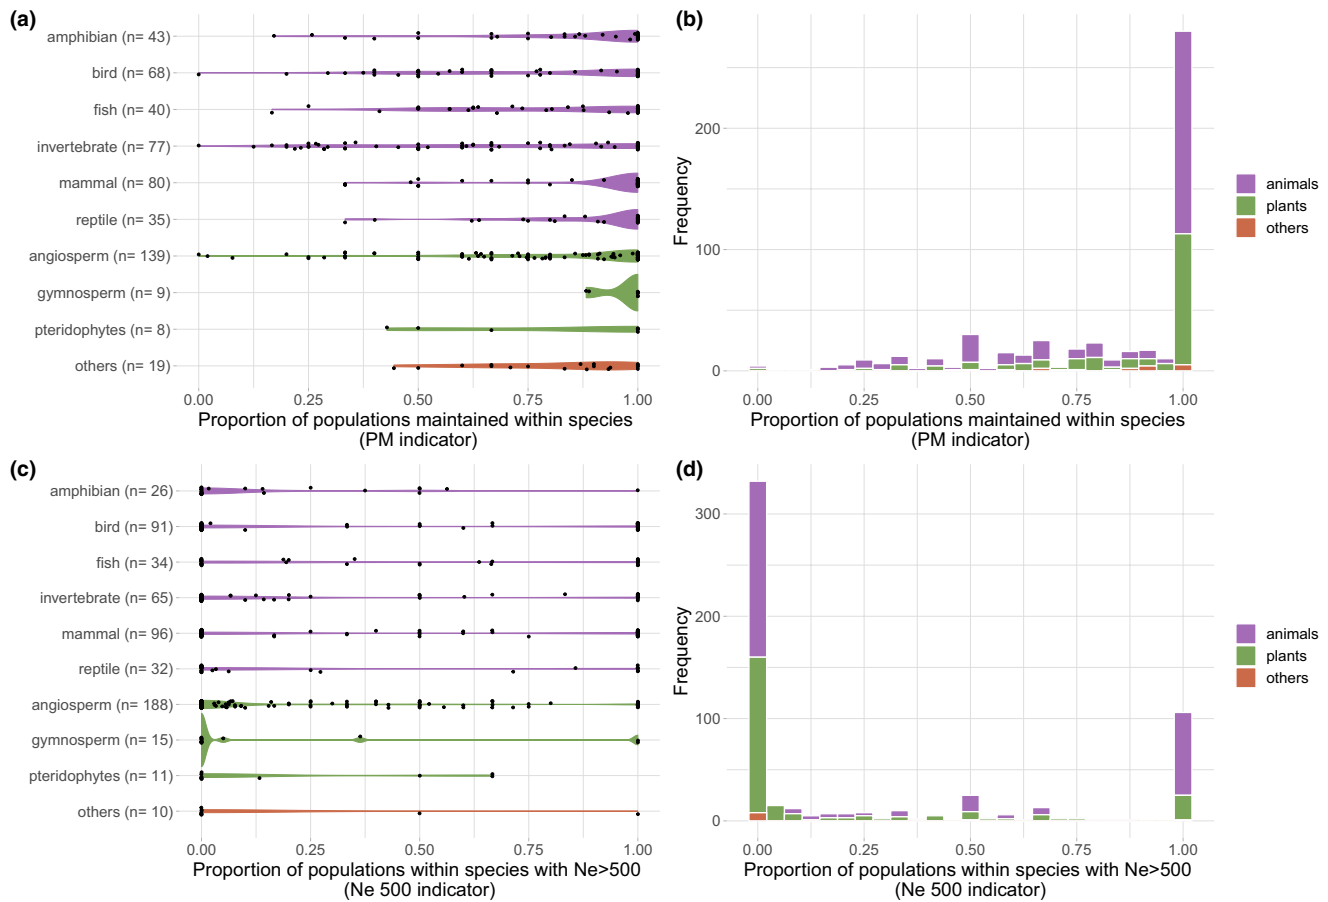 (a)
amphibian (n= 43)
bird (n= 68)
fish (n= 40)
invertebrate (n= 77)
mammal (n= 80)
reptile (n= 35)
angiosperm (n= 139)
gymnosperm (n= 9)
pteridophytes (n= 8)
others (n= 19)
0.00 0.25 0.50 0.75 1.00
Proportion of populations maintained within species
(PM indicator)
(b)
Frequency
200
100
0
0.00 0.25 0.50 0.75 1.00
Proportion of populations maintained within species
(PM indicator)
animals
plants
others
(c)
amphibian (n= 26)
bird (n= 91)
fish (n= 34)
invertebrate (n= 65)
mammal (n= 96)
reptile (n= 32)
angiosperm (n= 188)
gymnosperm (n= 15)
pteridophytes (n= 11)
others (n= 10)
0.00 0.25 0.50 0.75 1.00
Proportion of populations within species with Ne>500
(Ne 500 indicator)
(d)
Frequency
300
200
100
0
0.00 0.25 0.50 0.75 1.00
Proportion of populations within species with Ne>500
(Ne 500 indicator)
animals
plants
others